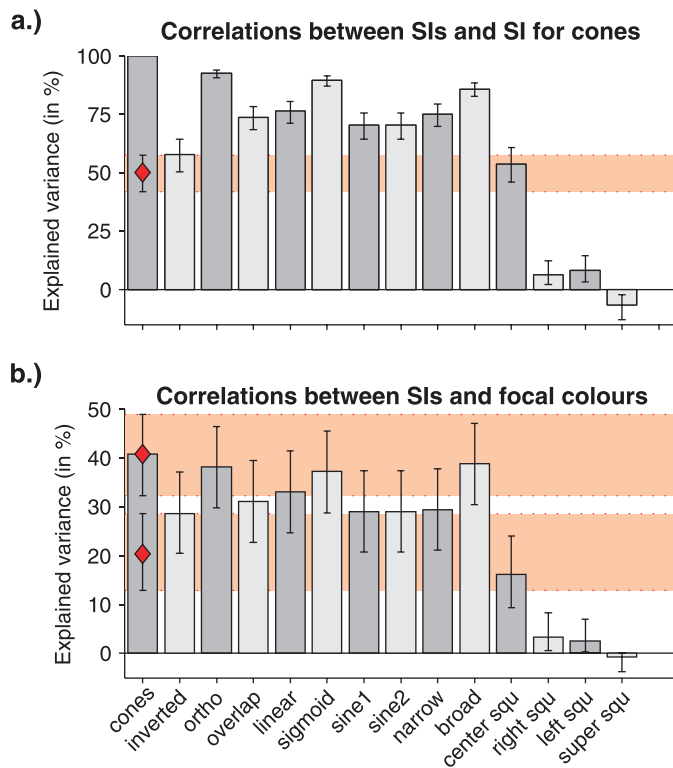 a.)
Correlations between SIs and SI for cones
Explained variance (in %)
100
75
50
25
0
b.)
Correlations between SIs and focal colours
Explained variance (in %)
50
40
30
20
10
0
cones
inverted
ortho
overlap
linear
sigmoid
sine1
sine2
narrow
broad
center squ
right squ
left squ
super squ